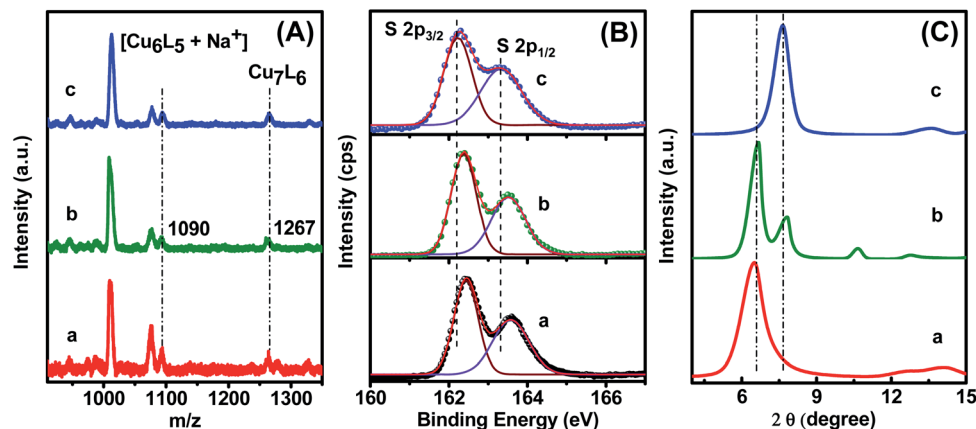 (A)
[Cu₆L₅ + Na⁺]
Cu₇L₆
c
b
1090
1267
a
Intensity (a.u.)
1000 1100 1200 1300
m/z
(B)
S 2p₃/₂
S 2p₁/₂
c
b
a
Intensity (cps)
160 162 164 166
Binding Energy (eV)
(C)
c
b
a
Intensity (a.u.)
6 9 12 15
2 θ (degree)